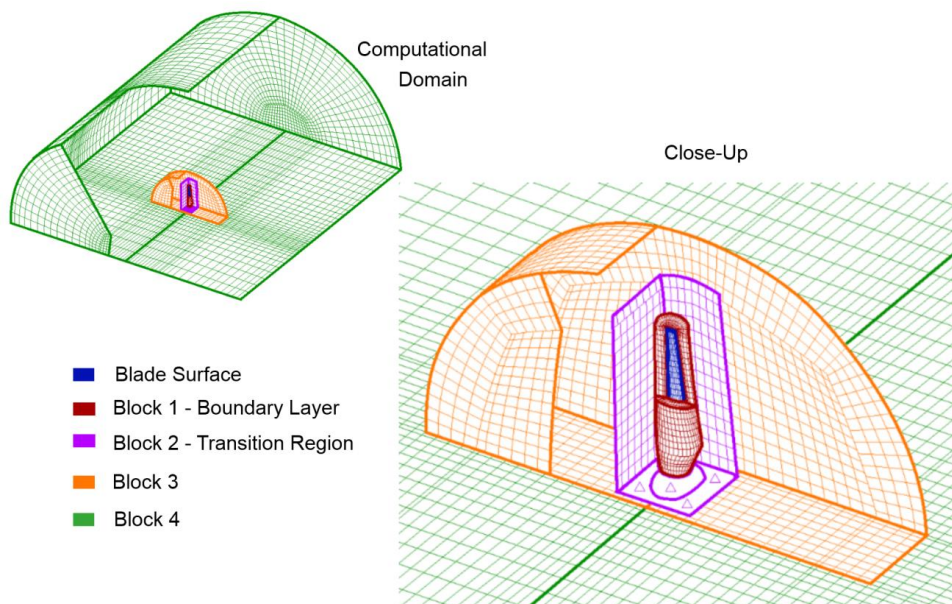 Computational
Domain
Close-Up
Blade Surface
Block 1 - Boundary Layer
Block 2 - Transition Region
Block 3
Block 4